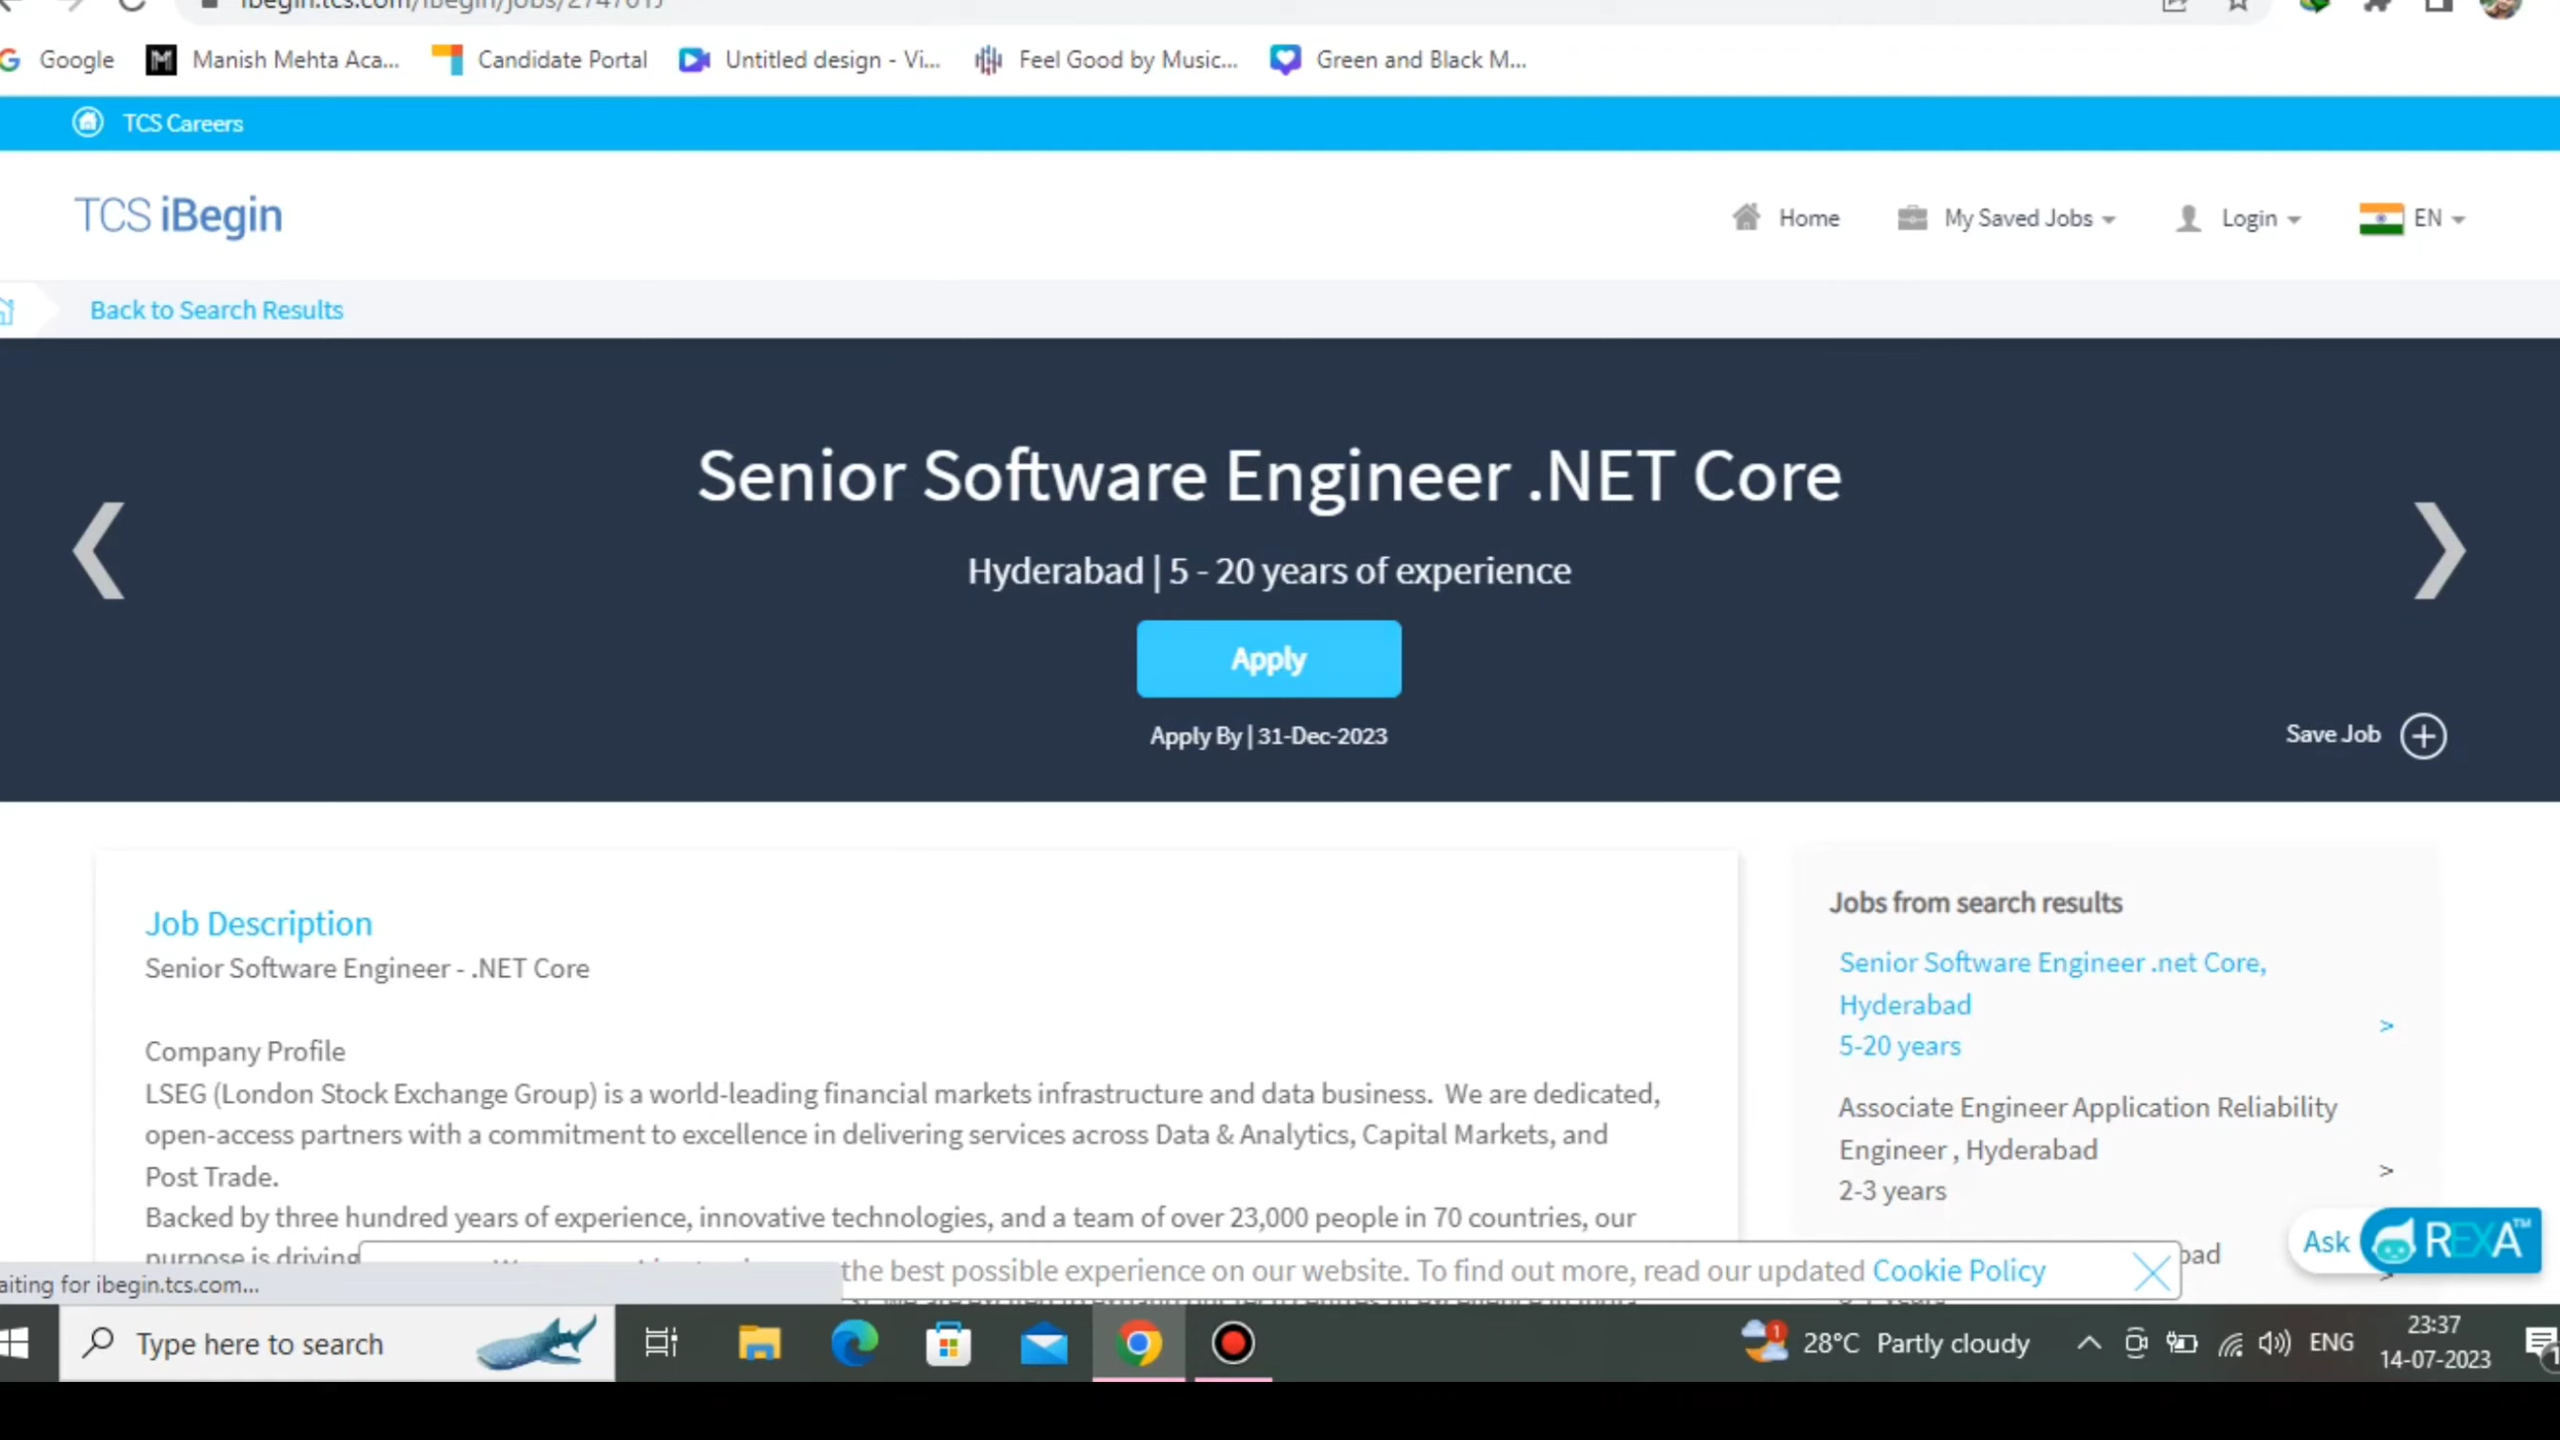 Google
Manish Mehta Aca...
Candidate Portal
Untitled design - Vi...
Feel Good by Music...
Green and Black M...
TCS Careers
TCS iBegin
Home
My Saved Jobs
Login
EN
Back to Search Results
Senior Software Engineer .NET Core
Hyderabad | 5 - 20 years of experience
Apply
Apply By | 31-Dec-2023
Save Job
Job Description
Senior Software Engineer - .NET Core
Company Profile
LSEG (London Stock Exchange Group) is a world-leading financial markets infrastructure and data business. We are dedicated,
open-access partners with a commitment to excellence in delivering services across Data & Analytics, Capital Markets, and
Post Trade.
Backed by three hundred years of experience, innovative technologies, and a team of over 23,000 people in 70 countries, our
purpose is driving
Jobs from search results
Senior Software Engineer .net Core,
Hyderabad
5-20 years
>
Associate Engineer Application Reliability
Engineer , Hyderabad
2-3 years
>
Ask REXA™
the best possible experience on our website. To find out more, read our updated Cookie Policy
aiting for ibegin.tcs.com...
Type here to search
1
28°C Partly cloudy
ENG
23:37
14-07-2023